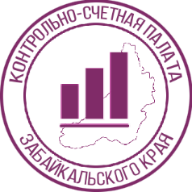 КОНТРОЛЬНО-СЧЕТНАЯ ПАЛАТА
ЗАБАЙКАЛЬСКОГО КРАЯ